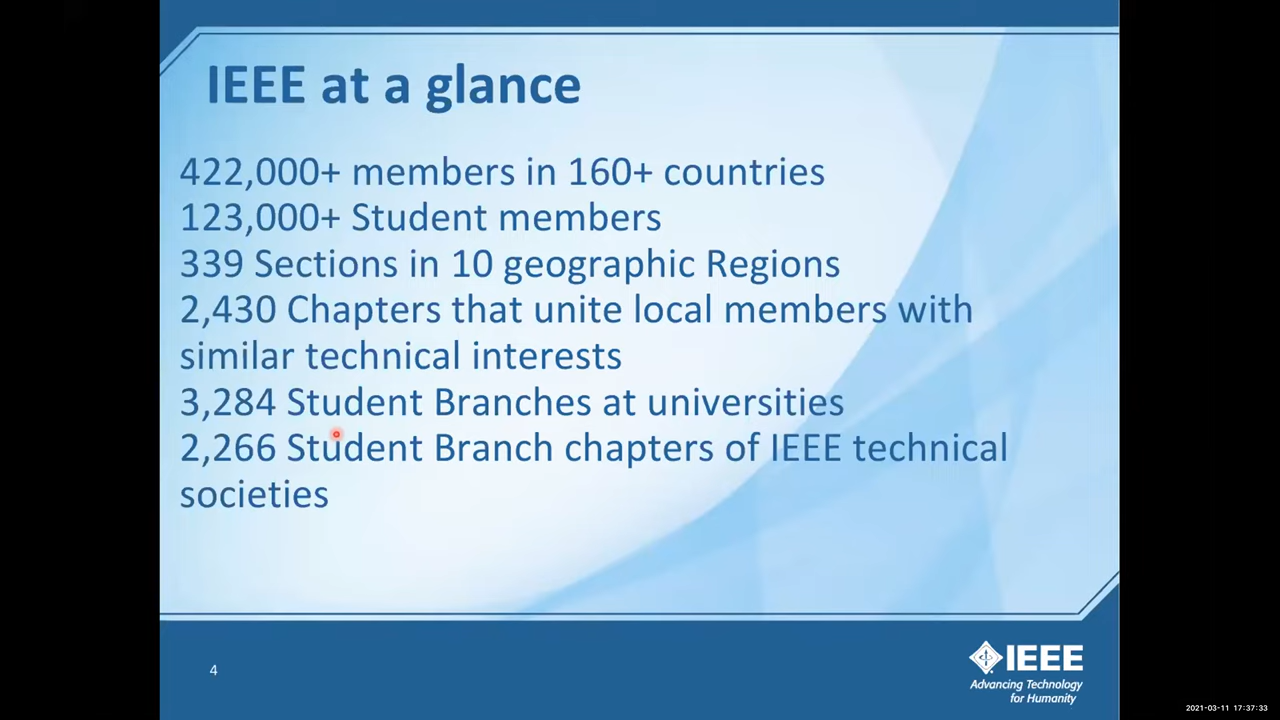 IEEE at a glance
422,000+ members in 160+ countries
123,000+ Student members
339 Sections in 10 geographic Regions
2,430 Chapters that unite local members with
similar technical interests
3,284 Student Branches at universities
2,266 Student Branch chapters of IEEE technical
societies
4
IEEE
Advancing Technology
for Humanity
2021-03-11 17:37:33